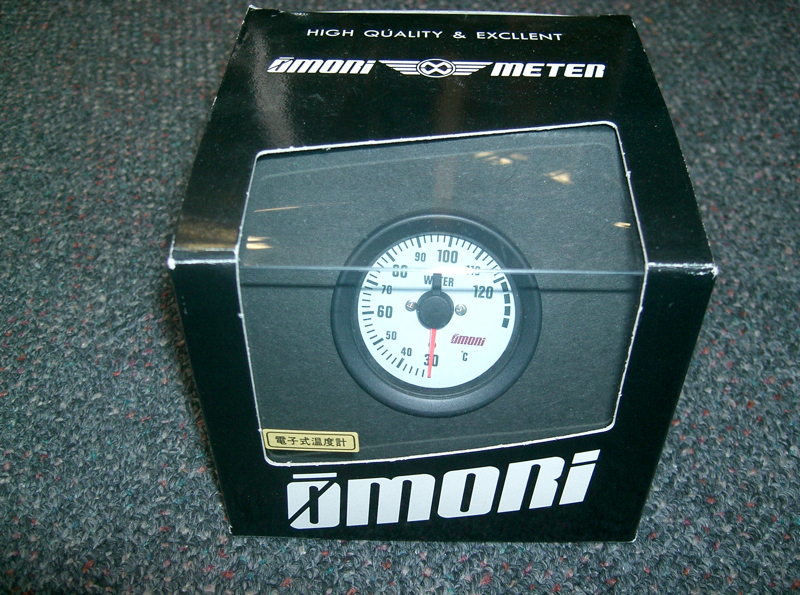 HIGH QUALITY & EXCLLENT
ŌMORI METER
90 100 110
80 WATER 120
70
60
50 ŌMORI
40 30 °C
電子式温度計
ŌMORI